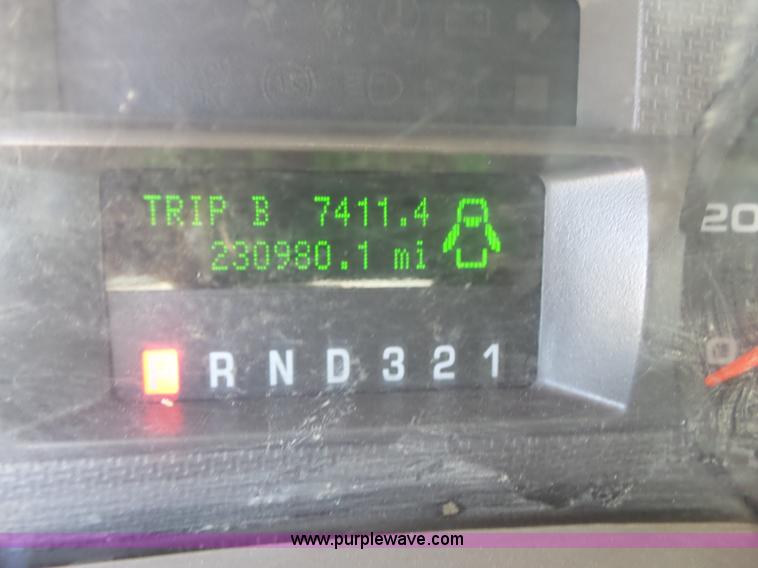 TRIP B 7411.4
230980.1 mi
20
P R N D 3 2 1
0
www.purplewave.com